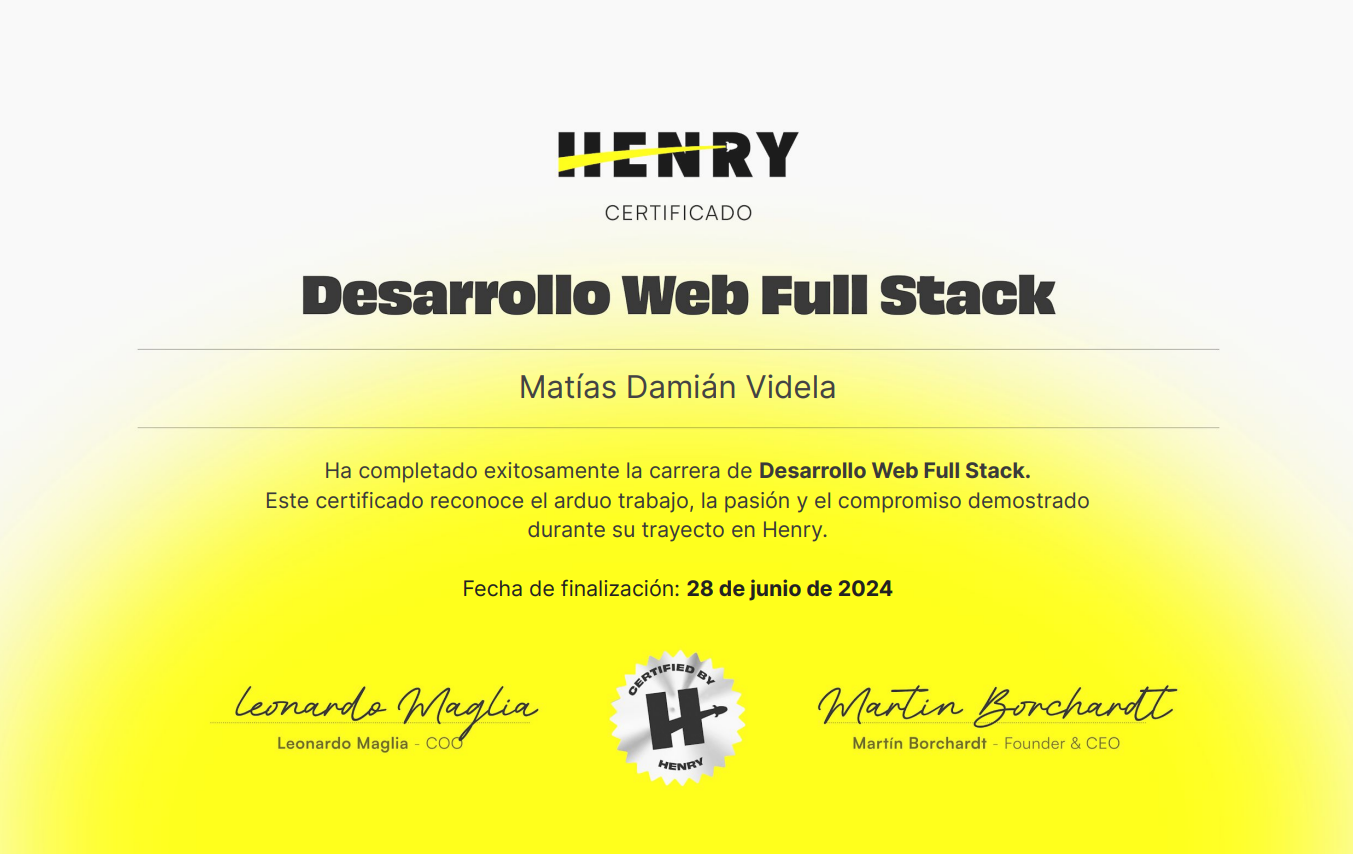 HENRY
CERTIFICADO
Desarrollo Web Full Stack
Matías Damián Videla
Ha completado exitosamente la carrera de Desarrollo Web Full Stack.
Este certificado reconoce el arduo trabajo, la pasión y el compromiso demostrado
durante su trayecto en Henry.
Fecha de finalización: 28 de junio de 2024
Leonardo Maglia
Leonardo Maglia - COO
CERTIFIED BY
H
HENRY
Martin Borchardt
Martín Borchardt - Founder & CEO